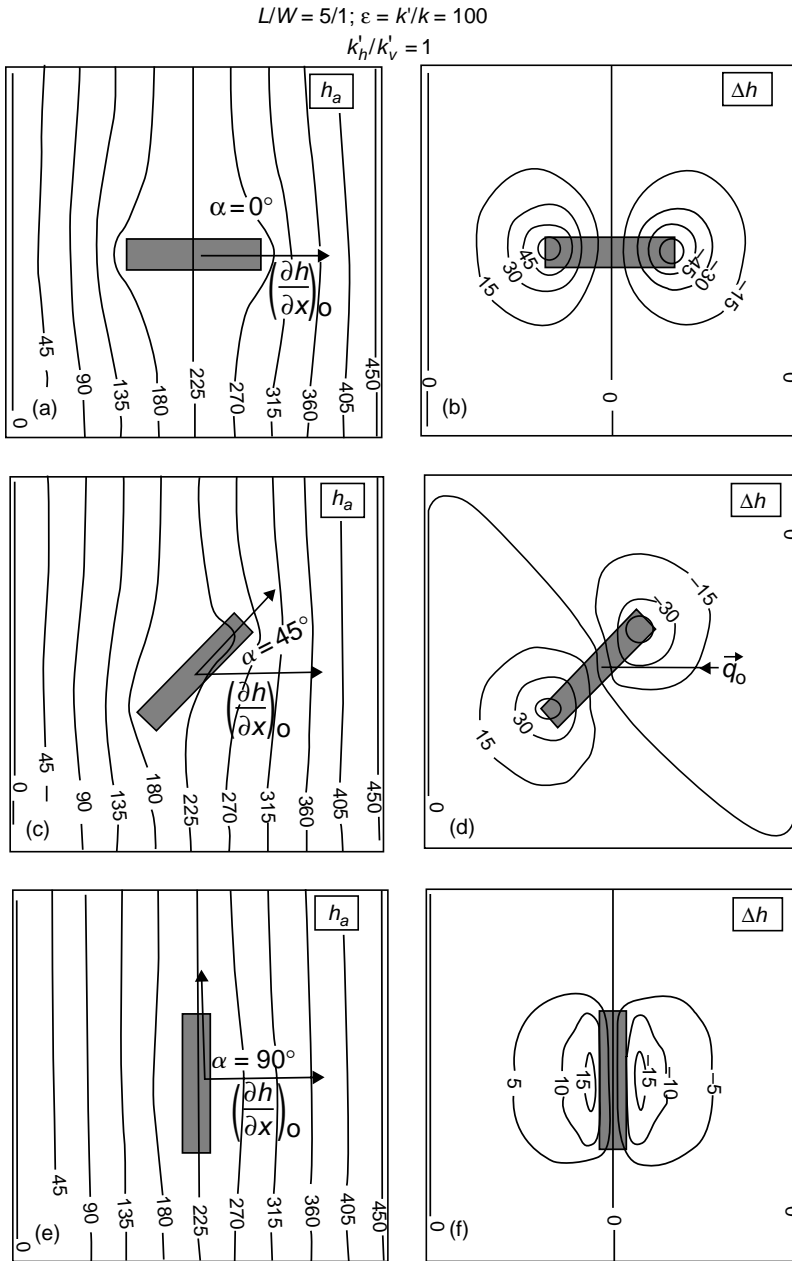 L/W = 5/1; ε = k'/k = 100
k'h/k'v = 1
ha
α = 0°
(∂h/∂x)o
0
45
90
135
180
225
270
315
360
405
450
(a)
Δh
15
30
45
−45
−30
−15
0
0
0
(b)
ha
α = 45°
(∂h/∂x)o
0
45
90
135
180
225
270
315
360
405
450
(c)
Δh
0
−15
−30
q→o
15
30
0
(d)
ha
α = 90°
(∂h/∂x)o
0
45
90
135
180
225
270
315
360
405
450
(e)
Δh
5
10
15
−15
−10
−5
0
0
0
(f)